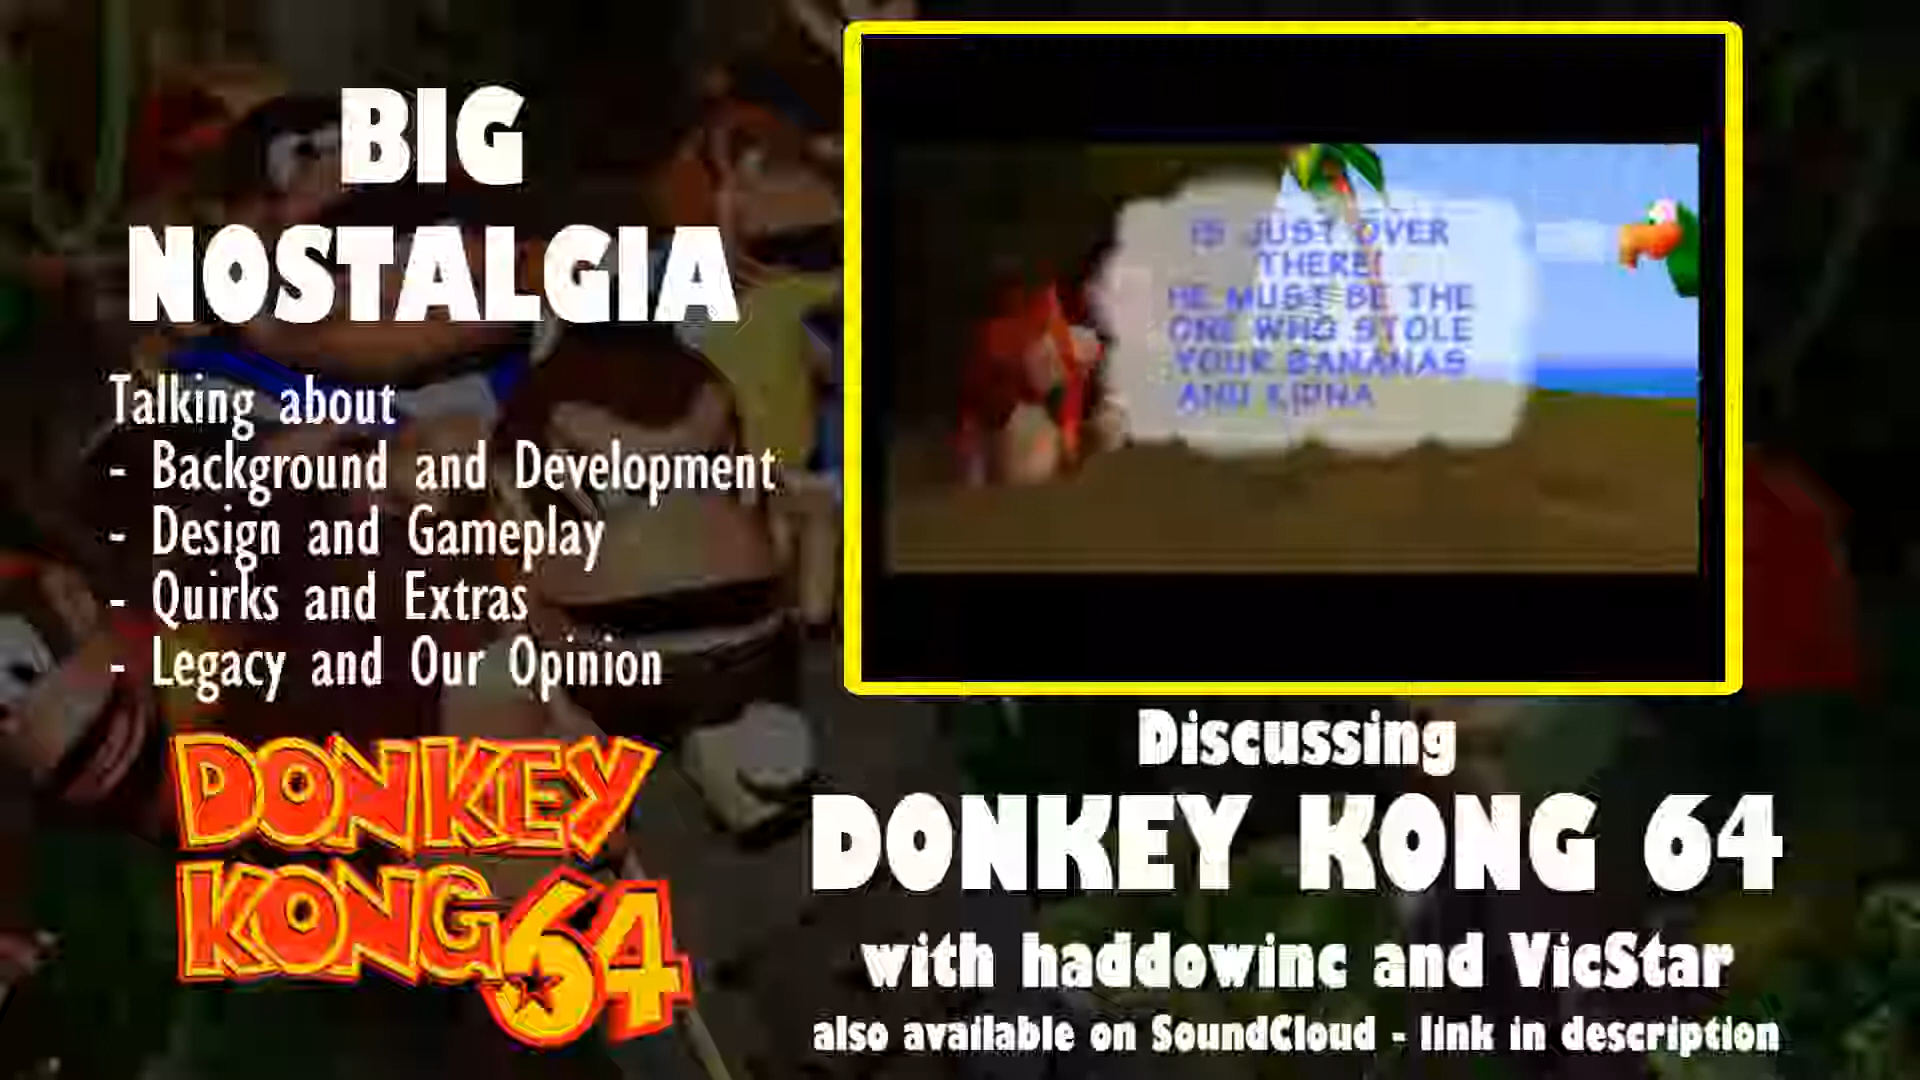 BIG
NOSTALGIA
Talking about
- Background and Development
- Design and Gameplay
- Quirks and Extras
- Legacy and Our Opinion
DONKEY
KONG 64
IS JUST OVER
THERE!
HE MUST BE THE
ONE WHO STOLE
YOUR BANANAS
AND KIDNA
Discussing
DONKEY KONG 64
with haddowinc and VicStar
also available on SoundCloud - link in description